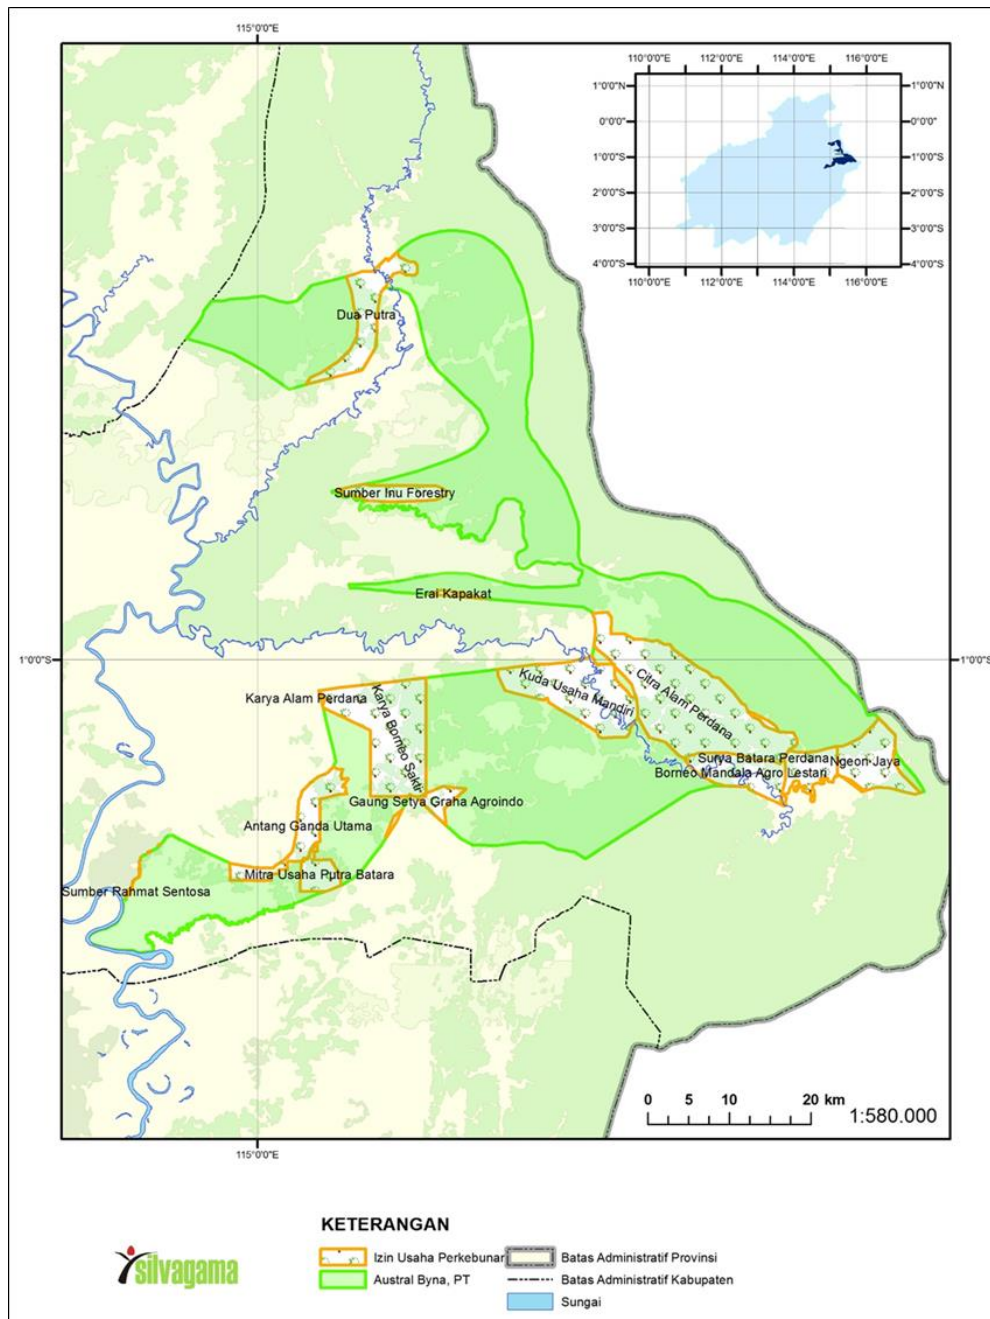 115°0'0"E
110°0'0"E 112°0'0"E 114°0'0"E 116°0'0"E
1°0'0"N 1°0'0"N
0°0'0" 0°0'0"
1°0'0"S 1°0'0"S
2°0'0"S 2°0'0"S
3°0'0"S 3°0'0"S
4°0'0"S 4°0'0"S
110°0'0"E 112°0'0"E 114°0'0"E 116°0'0"E
Dua Putra
Sumber Inu Forestry
Erai Kapakat
1°0'0"S 1°0'0"S
Kuda Usaha Mandiri
Citra Alam Perdana
Karya Alam Perdana
Karya Borneo Sakti
Surya Batara Perdana
Ngeon Jaya
Borneo Mandala Agro Lestari
Gaung Setya Graha Agroindo
Antang Ganda Utama
Mitra Usaha Putra Batara
Sumber Rahmat Sentosa
0 5 10 20 km
1:580.000
115°0'0"E
KETERANGAN
silvagama
Izin Usaha Perkebunan
Austral Byna, PT
Batas Administratif Provinsi
Batas Administratif Kabupaten
Sungai